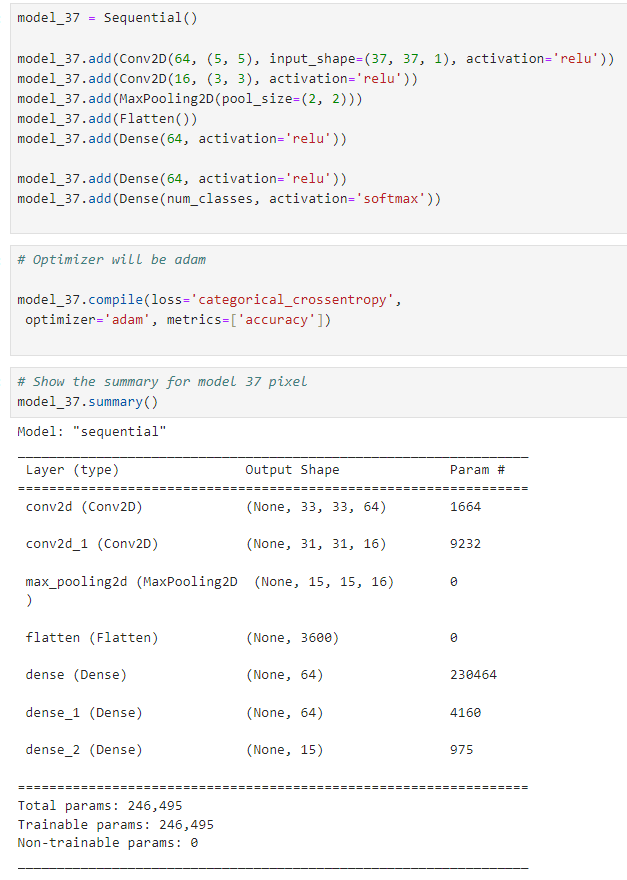 model_37 = Sequential()
model_37.add(Conv2D(64, (5, 5), input_shape=(37, 37, 1), activation='relu'))
model_37.add(Conv2D(16, (3, 3), activation='relu'))
model_37.add(MaxPooling2D(pool_size=(2, 2)))
model_37.add(Flatten())
model_37.add(Dense(64, activation='relu'))
model_37.add(Dense(64, activation='relu'))
model_37.add(Dense(num_classes, activation='softmax'))
# Optimizer will be adam
model_37.compile(loss='categorical_crossentropy',
optimizer='adam', metrics=['accuracy'])
# Show the summary for model 37 pixel
model_37.summary()
Model: "sequential"
_________________________________________________________________
Layer (type) Output Shape Param #
=================================================================
conv2d (Conv2D) (None, 33, 33, 64) 1664
conv2d_1 (Conv2D) (None, 31, 31, 16) 9232
max_pooling2d (MaxPooling2D (None, 15, 15, 16) 0
)
flatten (Flatten) (None, 3600) 0
dense (Dense) (None, 64) 230464
dense_1 (Dense) (None, 64) 4160
dense_2 (Dense) (None, 15) 975
=================================================================
Total params: 246,495
Trainable params: 246,495
Non-trainable params: 0
_________________________________________________________________